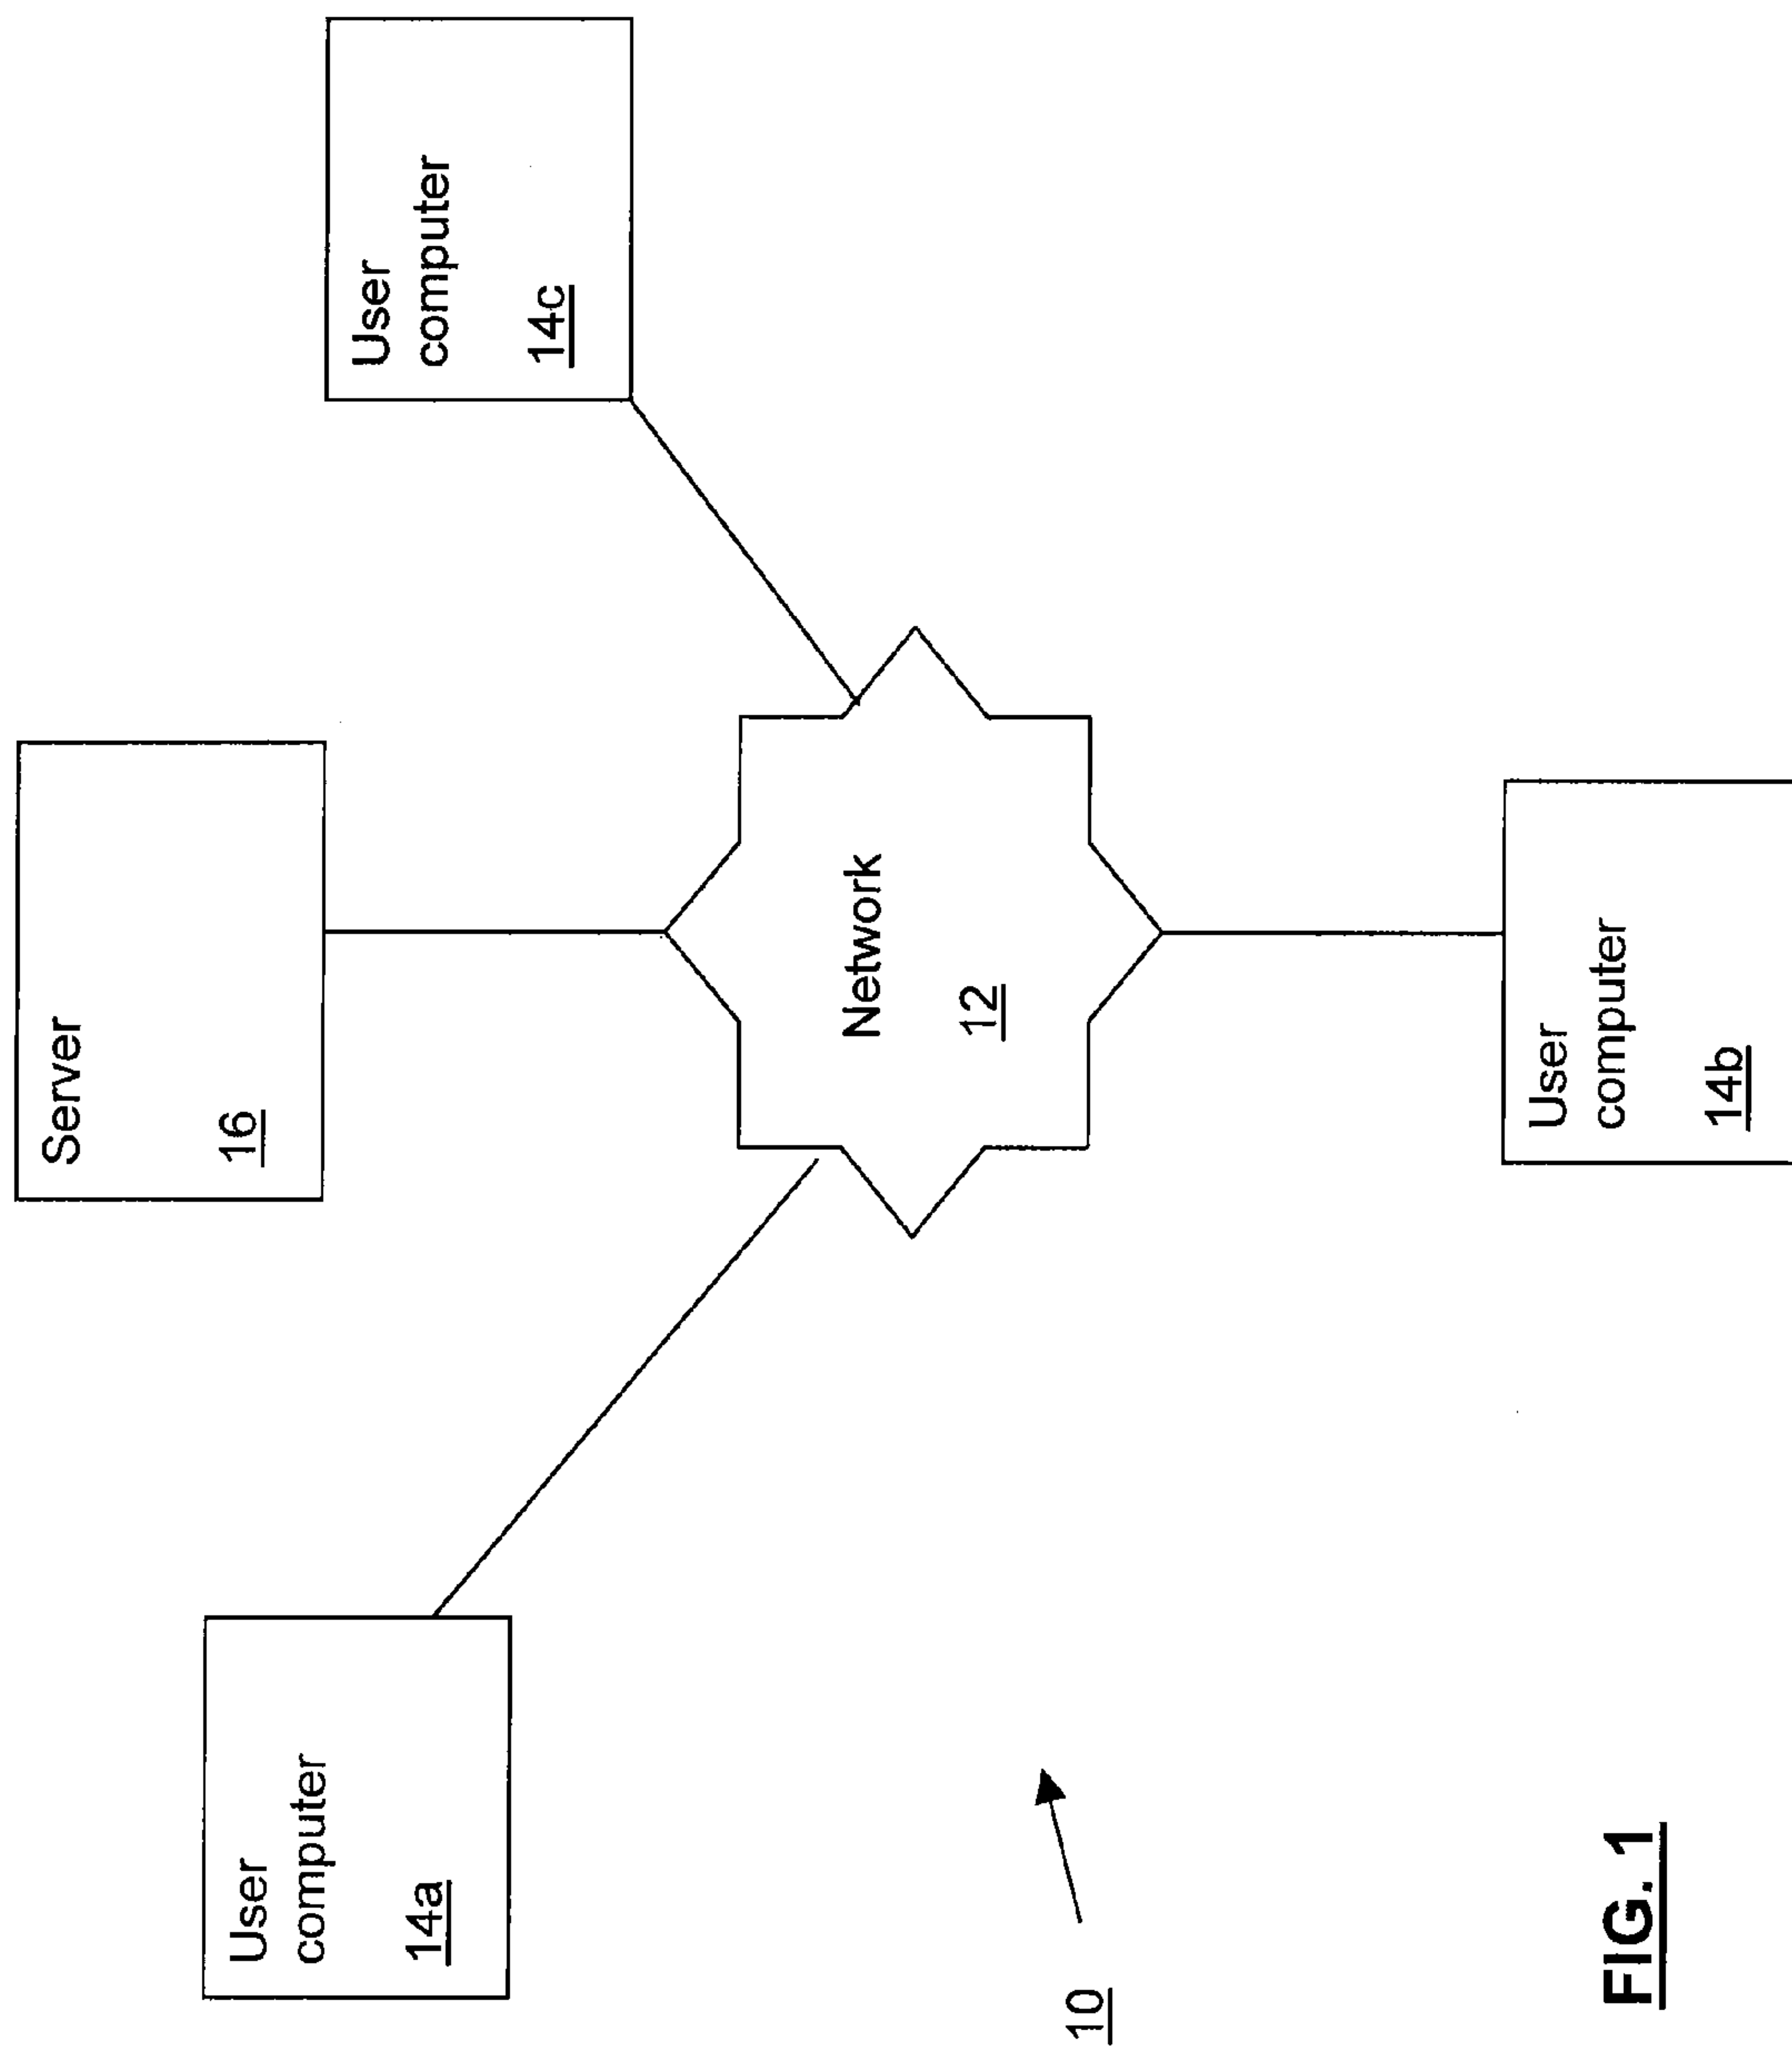 Server
16
User
computer
14a
User
computer
14c
Network
12
10
User
computer
14b
FIG. 1